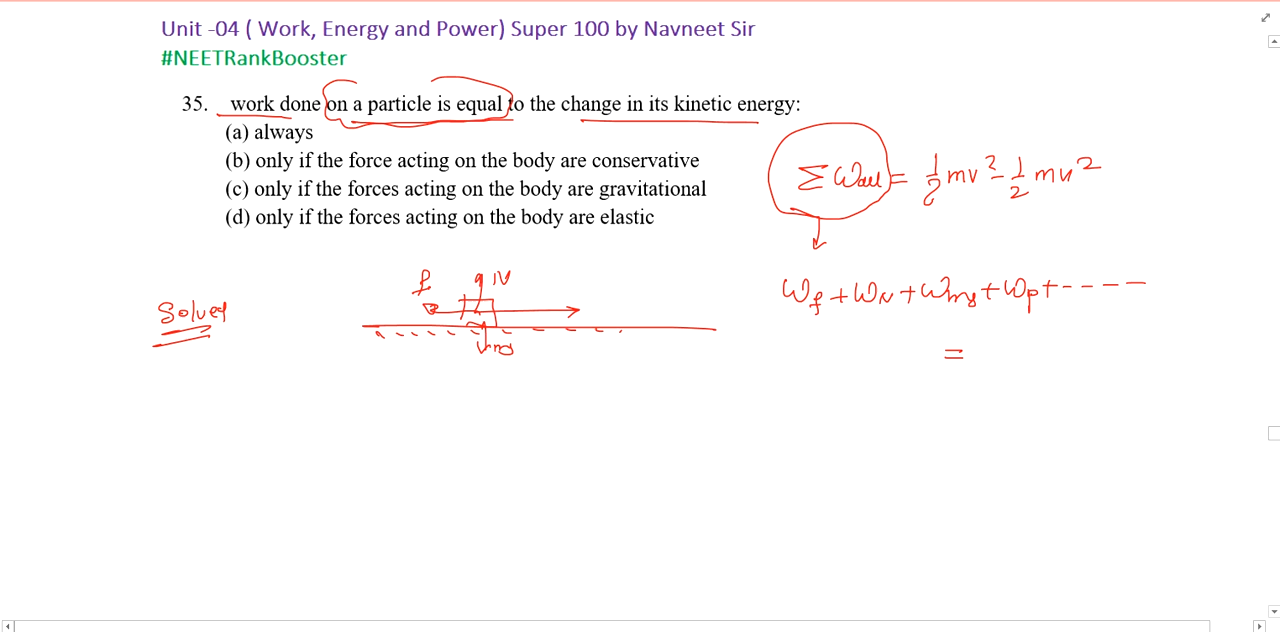 Unit -04 ( Work, Energy and Power) Super 100 by Navneet Sir
#NEETRankBooster
35. work done on a particle is equal to the change in its kinetic energy:
(a) always
(b) only if the force acting on the body are conservative
(c) only if the forces acting on the body are gravitational
(d) only if the forces acting on the body are elastic
ΣWall = 1/2 mv² - 1/2 mu²
f N
Wf + WN + Wmg + Wp + - - - -
mg
=